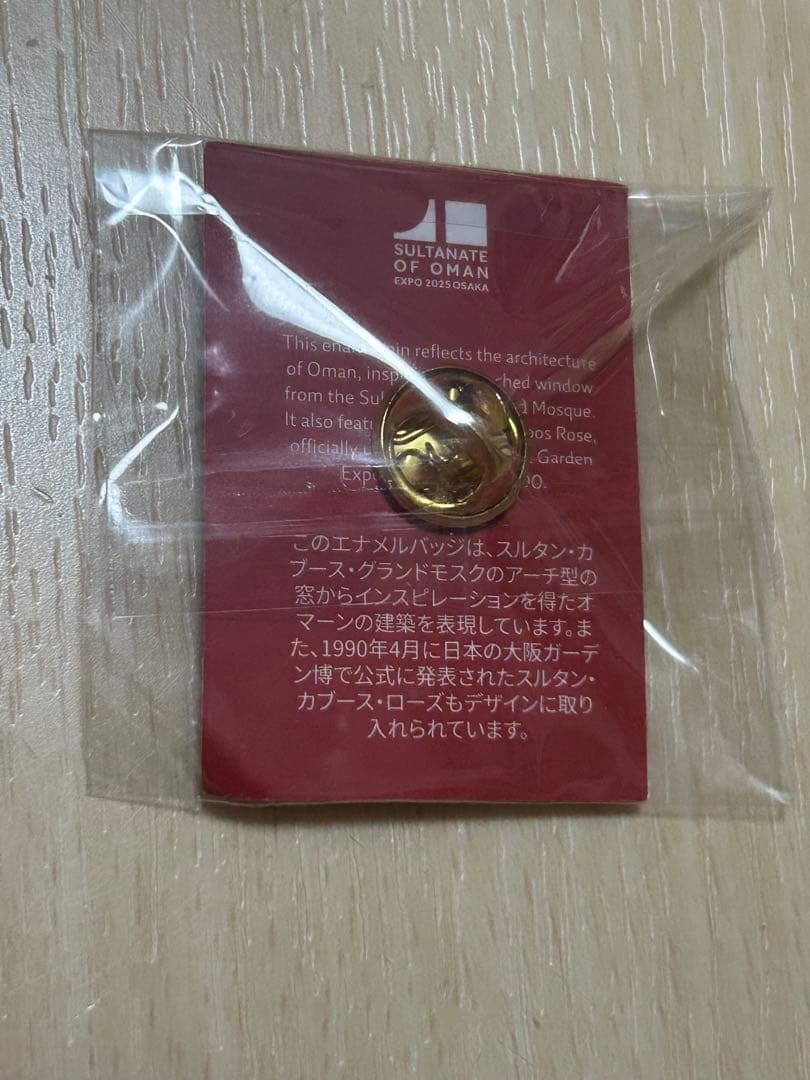 SULTANATE
OF OMAN
EXPO 2025 OSAKA
This reflects the architecture
of Oman, window
from the Mosque.
It also Rose,
officially Garden
このエナメルバッジは、スルタン・カ
ブース・グランドモスクのアーチ型の
窓からインスピレーションを得たオ
マーンの建築を表現しています。ま
た、1990年4月に日本の大阪ガーデ
ン博で公式に発表されたスルタン・
カブース・ローズもデザインに取り
入れられています。